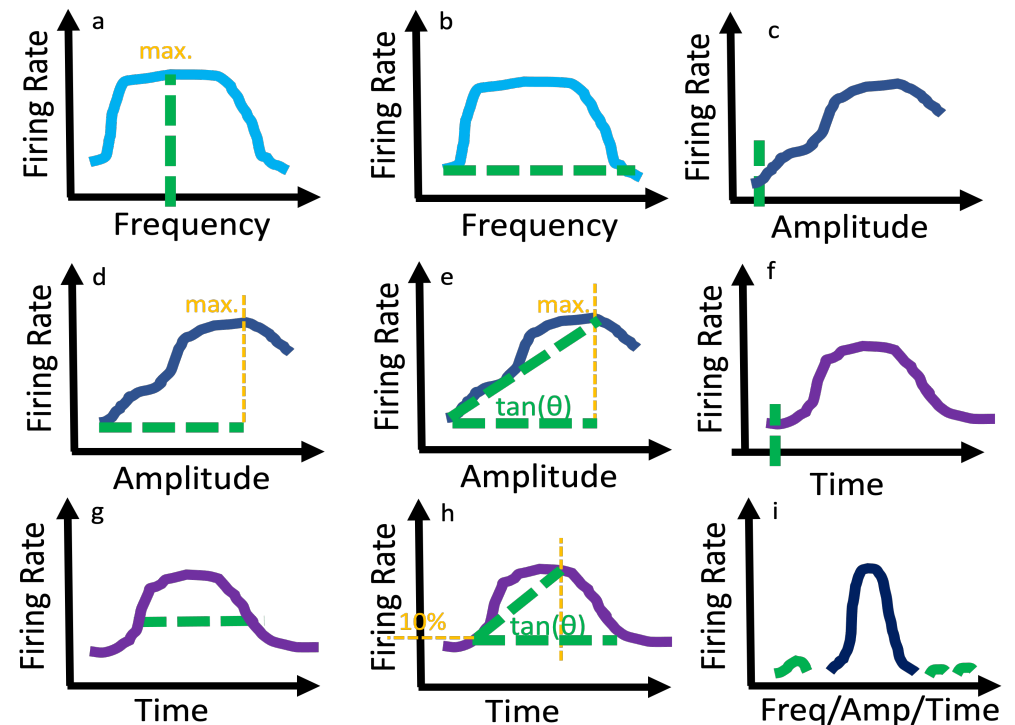 a
max.
Firing Rate
Frequency
b
Firing Rate
Frequency
c
Firing Rate
Amplitude
d
max.
Firing Rate
Amplitude
e
max.
tan(θ)
Firing Rate
Amplitude
f
Firing Rate
Time
g
Firing Rate
Time
h
10%
tan(θ)
Firing Rate
Time
i
Firing Rate
Freq/Amp/Time